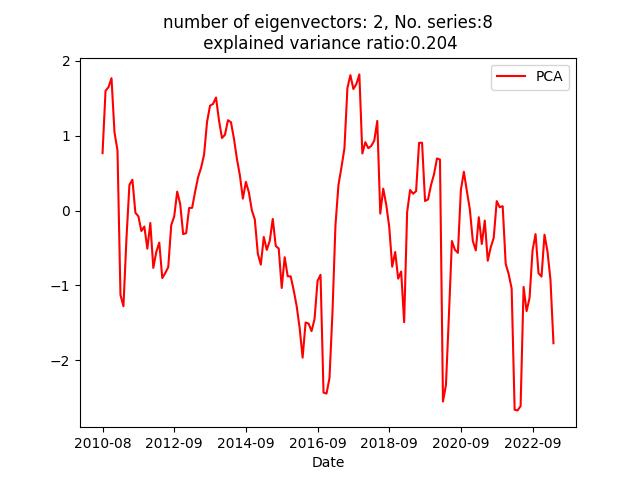 number of eigenvectors: 2, No. series:8
explained variance ratio:0.204
PCA
2
1
0
−1
−2
2010-08 2012-09 2014-09 2016-09 2018-09 2020-09 2022-09
Date